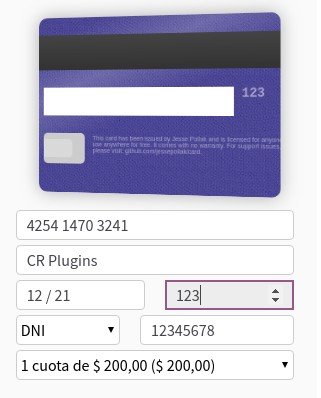 123
This card has been issued by Jesse Pollak and is licensed for anyone
use anywhere for free. It comes with no warranty. For support issues,
please visit: github.com/jessepollak/card.
4254 1470 3241
CR Plugins
12 / 21
123
DNI
12345678
1 cuota de $ 200,00 ($ 200,00)